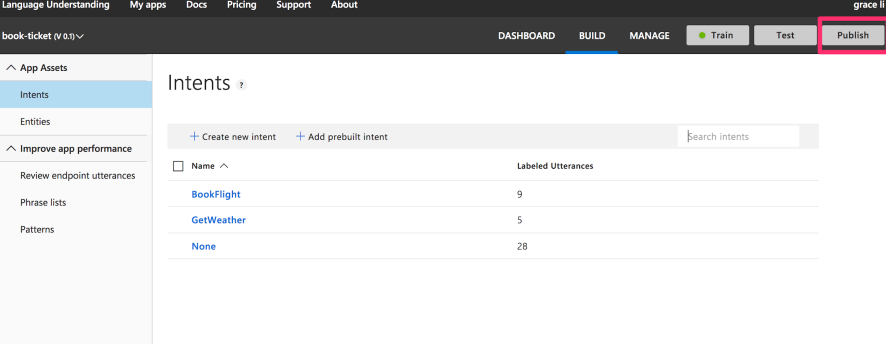 Language Understanding My apps Docs Pricing Support About grace li
book-ticket (V 0.1) DASHBOARD BUILD MANAGE Train Test Publish
App Assets
Intents
Entities
Improve app performance
Review endpoint utterances
Phrase lists
Patterns
Intents ?
Create new intent Add prebuilt intent Search intents
Name Labeled Utterances
BookFlight 9
GetWeather 5
None 28